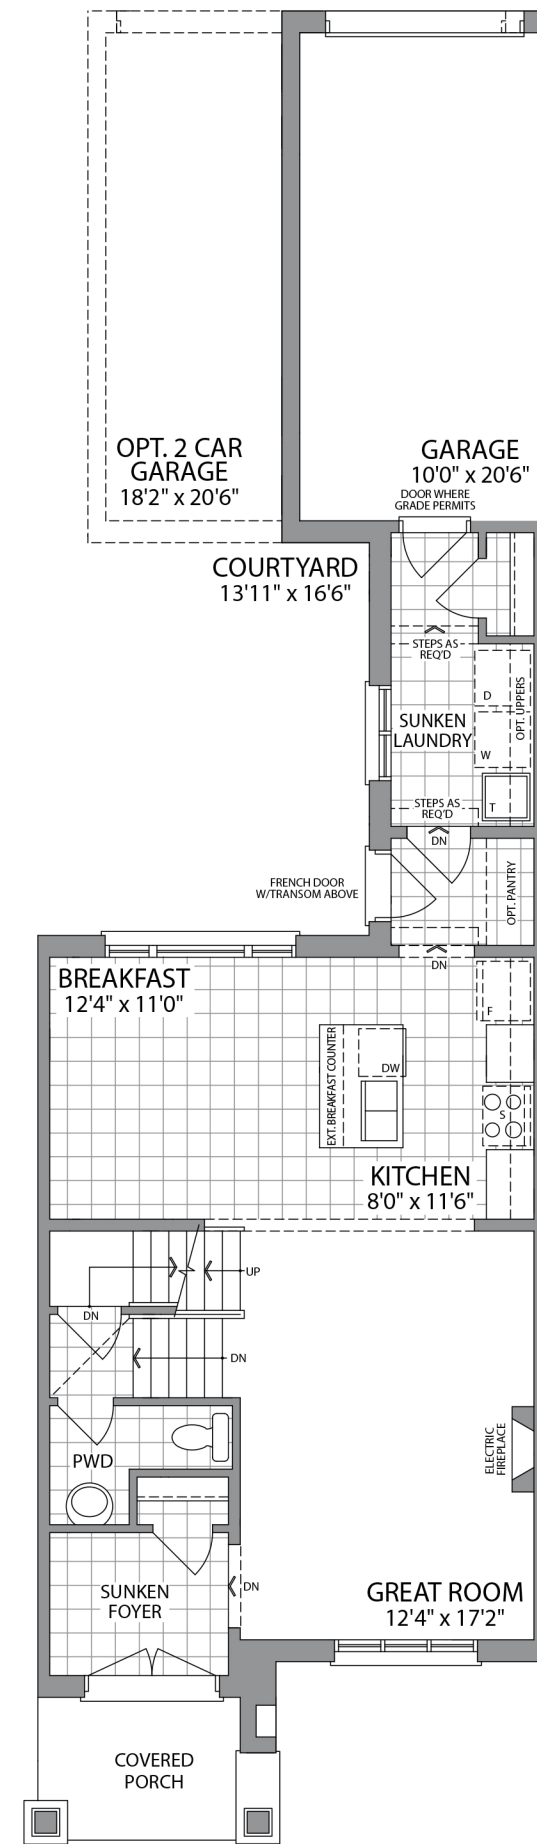 OPT. 2 CAR
GARAGE
18'2" x 20'6"
GARAGE
10'0" x 20'6"
DOOR WHERE
GRADE PERMITS
COURTYARD
13'11" x 16'6"
STEPS AS
REQ'D
D
OPT. UPPERS
SUNKEN
LAUNDRY
W
T
STEPS AS
REQ'D
DN
FRENCH DOOR
W/TRANSOM ABOVE
OPT. PANTRY
DN
BREAKFAST
12'4" x 11'0"
F
EXT. BREAKFAST COUNTER
DW
S
KITCHEN
8'0" x 11'6"
UP
DN
DN
PWD
ELECTRIC
FIREPLACE
SUNKEN
FOYER
DN
GREAT ROOM
12'4" x 17'2"
COVERED
PORCH